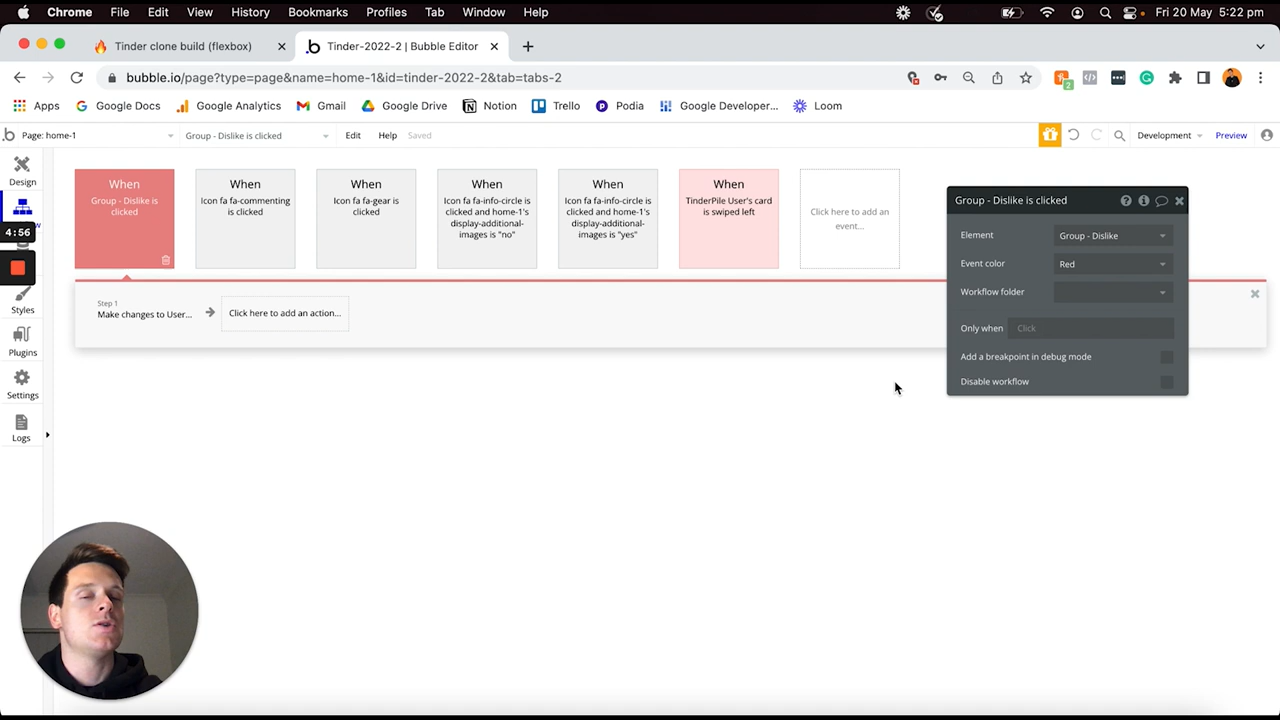 Chrome File Edit View History Bookmarks Profiles Tab Window Help Fri 20 May 5:22 pm
Tinder clone build (flexbox) Tinder-2022-2 | Bubble Editor
bubble.io/page?type=page&name=home-1&id=tinder-2022-2&tab=tabs-2 2
Apps Google Docs Google Analytics Gmail Google Drive Notion Trello Podia Google Developer... Loom
Page: home-1 Group - Dislike is clicked Edit Help Saved Development Preview
Design
4:56
Styles
Plugins
Settings
Logs
When
Group - Dislike is
clicked
When
Icon fa fa-commenting
is clicked
When
Icon fa fa-gear is
clicked
When
Icon fa fa-info-circle is
clicked and home-1's
display-additional-
images is "no"
When
Icon fa fa-info-circle is
clicked and home-1's
display-additional-
images is "yes"
When
TinderPile User's card
is swiped left
Click here to add an
event...
Step 1
Make changes to User...
Click here to add an action...
Group - Dislike is clicked
Element Group - Dislike
Event color Red
Workflow folder
Only when Click
Add a breakpoint in debug mode
Disable workflow